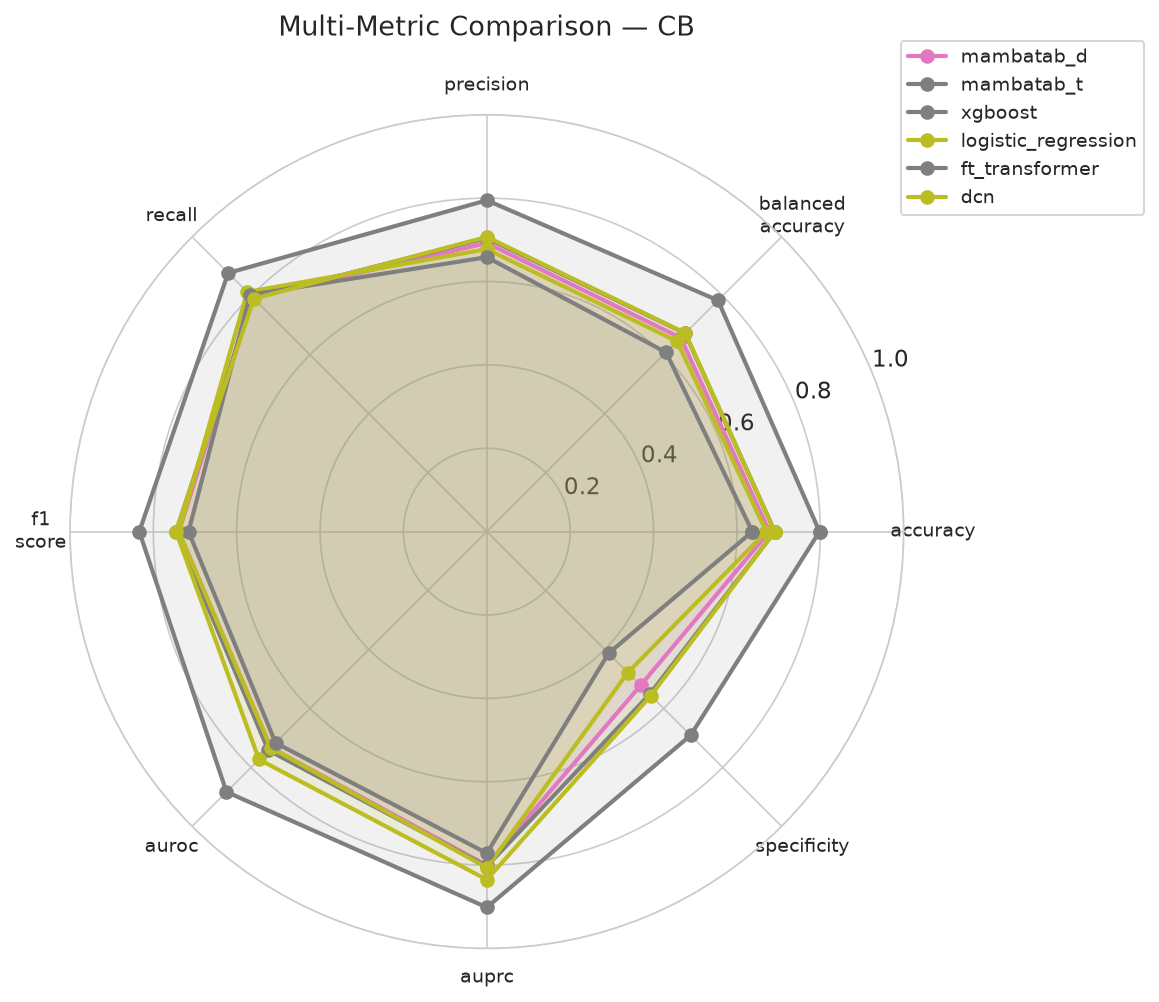 Multi-Metric Comparison — CB
mambatab_d
mambatab_t
xgboost
logistic_regression
ft_transformer
dcn
precision
balanced
accuracy
recall
1.0
0.8
0.6
0.4
0.2
f1
score
accuracy
auroc
specificity
auprc